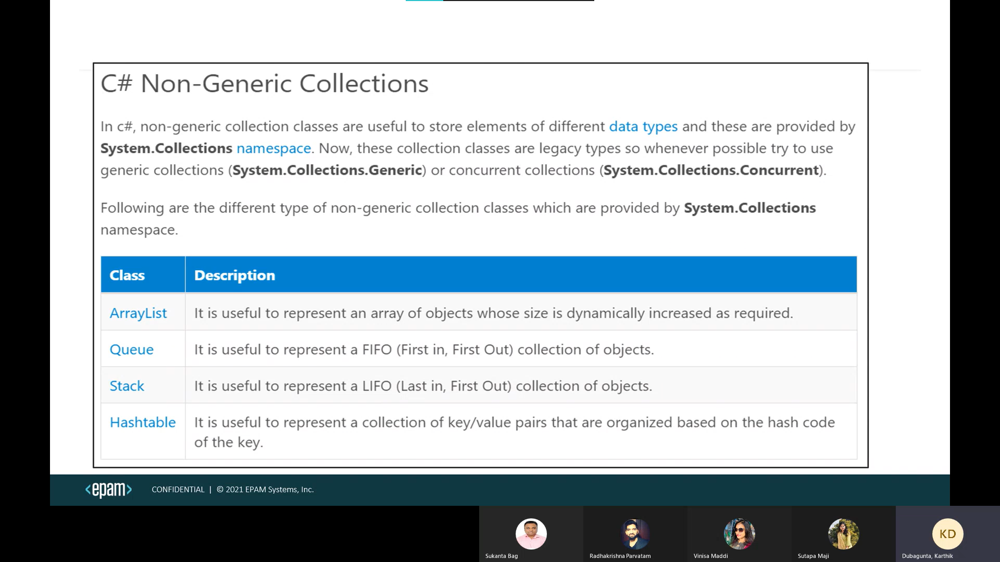 C# Non-Generic Collections
In c#, non-generic collection classes are useful to store elements of different data types and these are provided by
System.Collections namespace. Now, these collection classes are legacy types so whenever possible try to use
generic collections (System.Collections.Generic) or concurrent collections (System.Collections.Concurrent).
Following are the different type of non-generic collection classes which are provided by System.Collections
namespace.
Class Description
ArrayList It is useful to represent an array of objects whose size is dynamically increased as required.
Queue It is useful to represent a FIFO (First in, First Out) collection of objects.
Stack It is useful to represent a LIFO (Last in, First Out) collection of objects.
Hashtable It is useful to represent a collection of key/value pairs that are organized based on the hash code
of the key.
<epam> CONFIDENTIAL | © 2021 EPAM Systems, Inc.
KD
Sukanta Bag Radhakrishna Parvatam Vinisa Maddi Sutapa Maji Dubagunta, Karthik